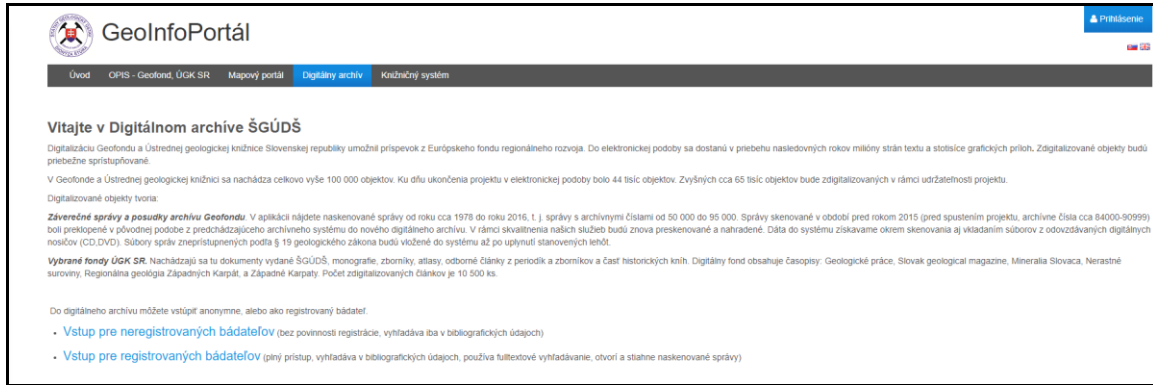 GeoInfoPortál
Prihlásenie
Úvod OPIS - Geofond, ÚGK SR Mapový portál Digitálny archív Knižničný systém
Vitajte v Digitálnom archíve ŠGÚDŠ
Digitalizáciu Geofondu a Ústrednej geologickej knižnice Slovenskej republiky umožnil príspevok z Európskeho fondu regionálneho rozvoja. Do elektronickej podoby sa dostanú v priebehu nasledovných rokov milióny strán textu a stotisíce grafických príloh. Zdigitalizované objekty budú
priebežne sprístupňované.
V Geofonde a Ústrednej geologickej knižnici sa nachádza celkovo vyše 100 000 objektov. Ku dňu ukončenia projektu v elektronickej podoby bolo 44 tisíc objektov. Zvyšných cca 65 tisíc objektov bude zdigitalizovaných v rámci udržateľnosti projektu.
Digitalizované objekty tvoria:
Záverečné správy a posudky archívu Geofondu. V aplikácii nájdete naskenované správy od roku cca 1978 do roku 2016, t. j. správy s archívnymi číslami od 50 000 do 95 000. Správy skenované v období pred rokom 2015 (pred spustením projektu, archívne čísla cca 84000-90999)
boli preklopené v pôvodnej podobe z predchádzajúceho archívneho systému do nového digitálneho archívu. V rámci skvalitnenia našich služieb budú znova preskenované a nahradené. Dáta do systému získavame okrem skenovania aj vkladaním súborov z odovzdávaných digitálnych
nosičov (CD,DVD). Súbory správ zneprístupnených podľa § 19 geologického zákona budú vložené do systému až po uplynutí stanovených lehôt.
Vybrané fondy ÚGK SR. Nachádzajú sa tu dokumenty vydané ŠGÚDŠ, monografie, zborníky, atlasy, odborné články z periodík a zborníkov a časť historických kníh. Digitálny fond obsahuje časopisy: Geologické práce, Slovak geological magazine, Mineralia Slovaca, Nerastné
suroviny, Regionálna geológia Západných Karpát, a Západné Karpaty. Počet zdigitalizovaných článkov je 10 500 ks.
Do digitálneho archívu môžete vstúpiť anonymne, alebo ako registrovaný bádateľ.
• Vstup pre neregistrovaných bádateľov (bez povinnosti registrácie, vyhľadáva iba v bibliografických údajoch)
• Vstup pre registrovaných bádateľov (plný prístup, vyhľadáva v bibliografických údajoch, používa fulltextové vyhľadávanie, otvorí a stiahne naskenované správy)